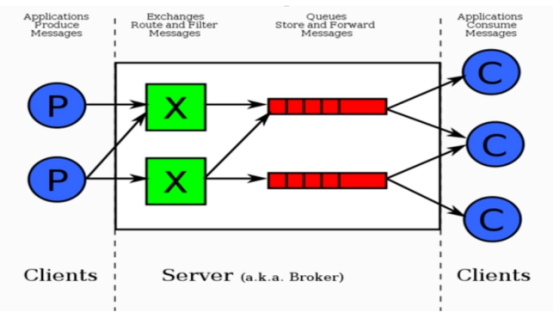 Applications
Produce
Messages
Exchanges
Route and Filter
Messages
Queues
Store and Forward
Messages
Applications
Consume
Messages
P
X
C
P
X
C
C
Clients
Server (a.k.a. Broker)
Clients